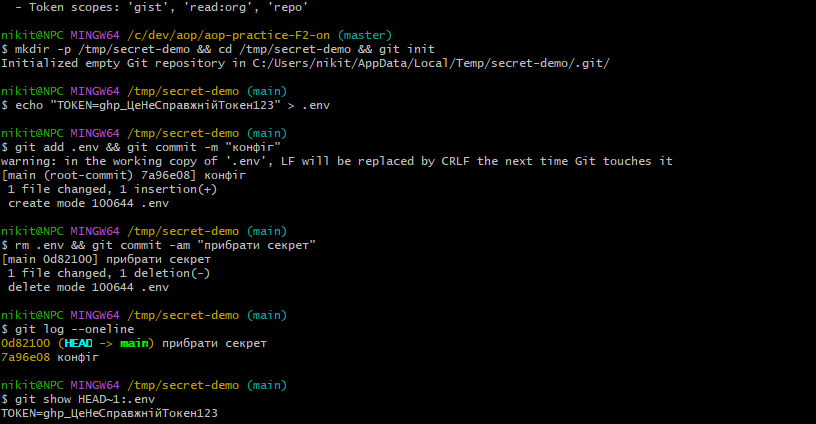 - Token scopes: 'gist', 'read:org', 'repo'
nikit@NPC MINGW64 /c/dev/aop/aop-practice-F2-on (master)
$ mkdir -p /tmp/secret-demo && cd /tmp/secret-demo && git init
Initialized empty Git repository in C:/Users/nikit/AppData/Local/Temp/secret-demo/.git/
nikit@NPC MINGW64 /tmp/secret-demo (main)
$ echo "TOKEN=ghp_ЦеНеСправжнійТокен123" > .env
nikit@NPC MINGW64 /tmp/secret-demo (main)
$ git add .env && git commit -m "конфіг"
warning: in the working copy of '.env', LF will be replaced by CRLF the next time Git touches it
[main (root-commit) 7a96e08] конфіг
1 file changed, 1 insertion(+)
create mode 100644 .env
nikit@NPC MINGW64 /tmp/secret-demo (main)
$ rm .env && git commit -am "прибрати секрет"
[main 0d82100] прибрати секрет
1 file changed, 1 deletion(-)
delete mode 100644 .env
nikit@NPC MINGW64 /tmp/secret-demo (main)
$ git log --oneline
0d82100 (HEAD -> main) прибрати секрет
7a96e08 конфіг
nikit@NPC MINGW64 /tmp/secret-demo (main)
$ git show HEAD~1:.env
TOKEN=ghp_ЦеНеСправжнійТокен123